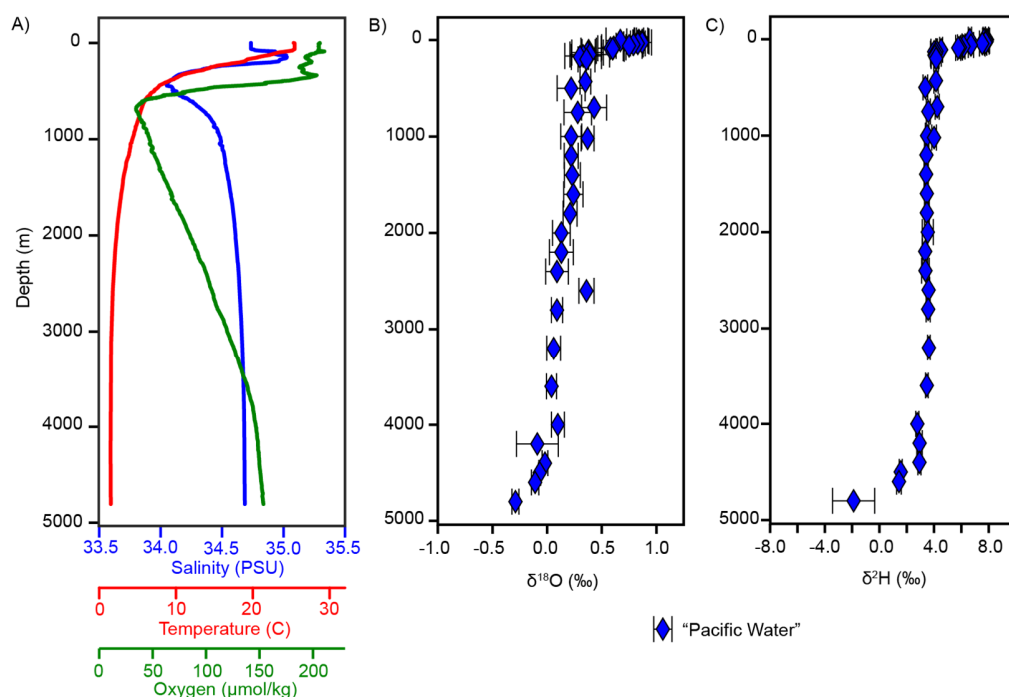 A)
B)
C)
0
1000
2000
3000
4000
5000
Depth (m)
33.5 34.0 34.5 35.0 35.5
Salinity (PSU)
0 10 20 30
Temperature (C)
0 50 100 150 200
Oxygen (µmol/kg)
0
1000
2000
3000
4000
5000
-1.0 -0.5 0.0 0.5 1.0
δ¹⁸O (‰)
0
1000
2000
3000
4000
5000
-8.0 -4.0 0.0 4.0 8.0
δ²H (‰)
“Pacific Water”